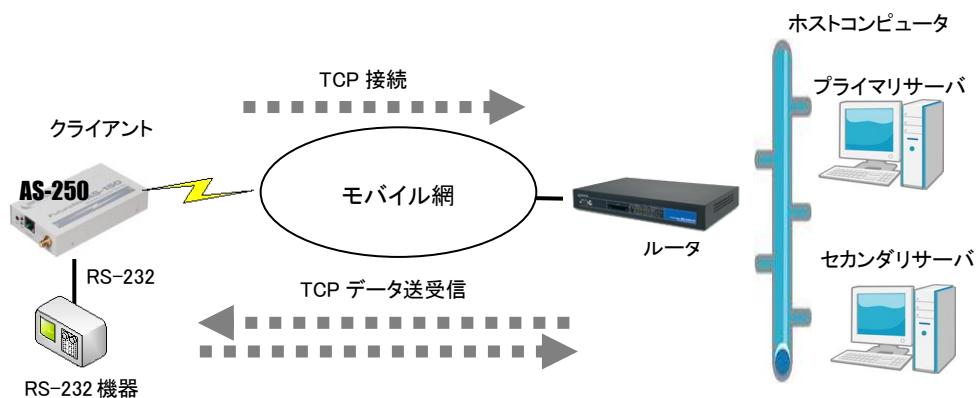 ホストコンピュータ
TCP 接続
プライマリサーバ
クライアント
AS-250
モバイル網
ルータ
RS-232
TCP データ送受信
セカンダリサーバ
RS-232 機器